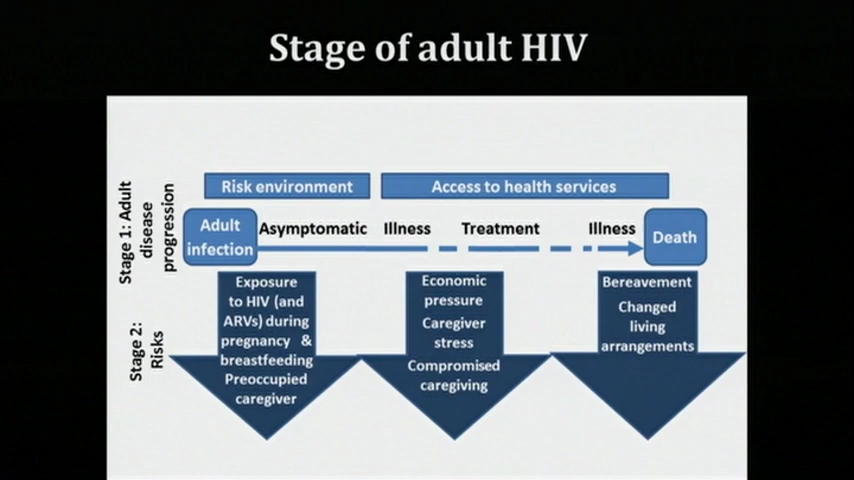 Stage of adult HIV
Risk environment
Access to health services
Stage 1: Adult
disease
progression
Adult
infection
Asymptomatic
Illness
Treatment
Illness
Death
Stage 2:
Risks
Exposure
to HIV (and
ARVs) during
pregnancy &
breastfeeding
Preoccupied
caregiver
Economic
pressure
Caregiver
stress
Compromised
caregiving
Bereavement
Changed
living
arrangements